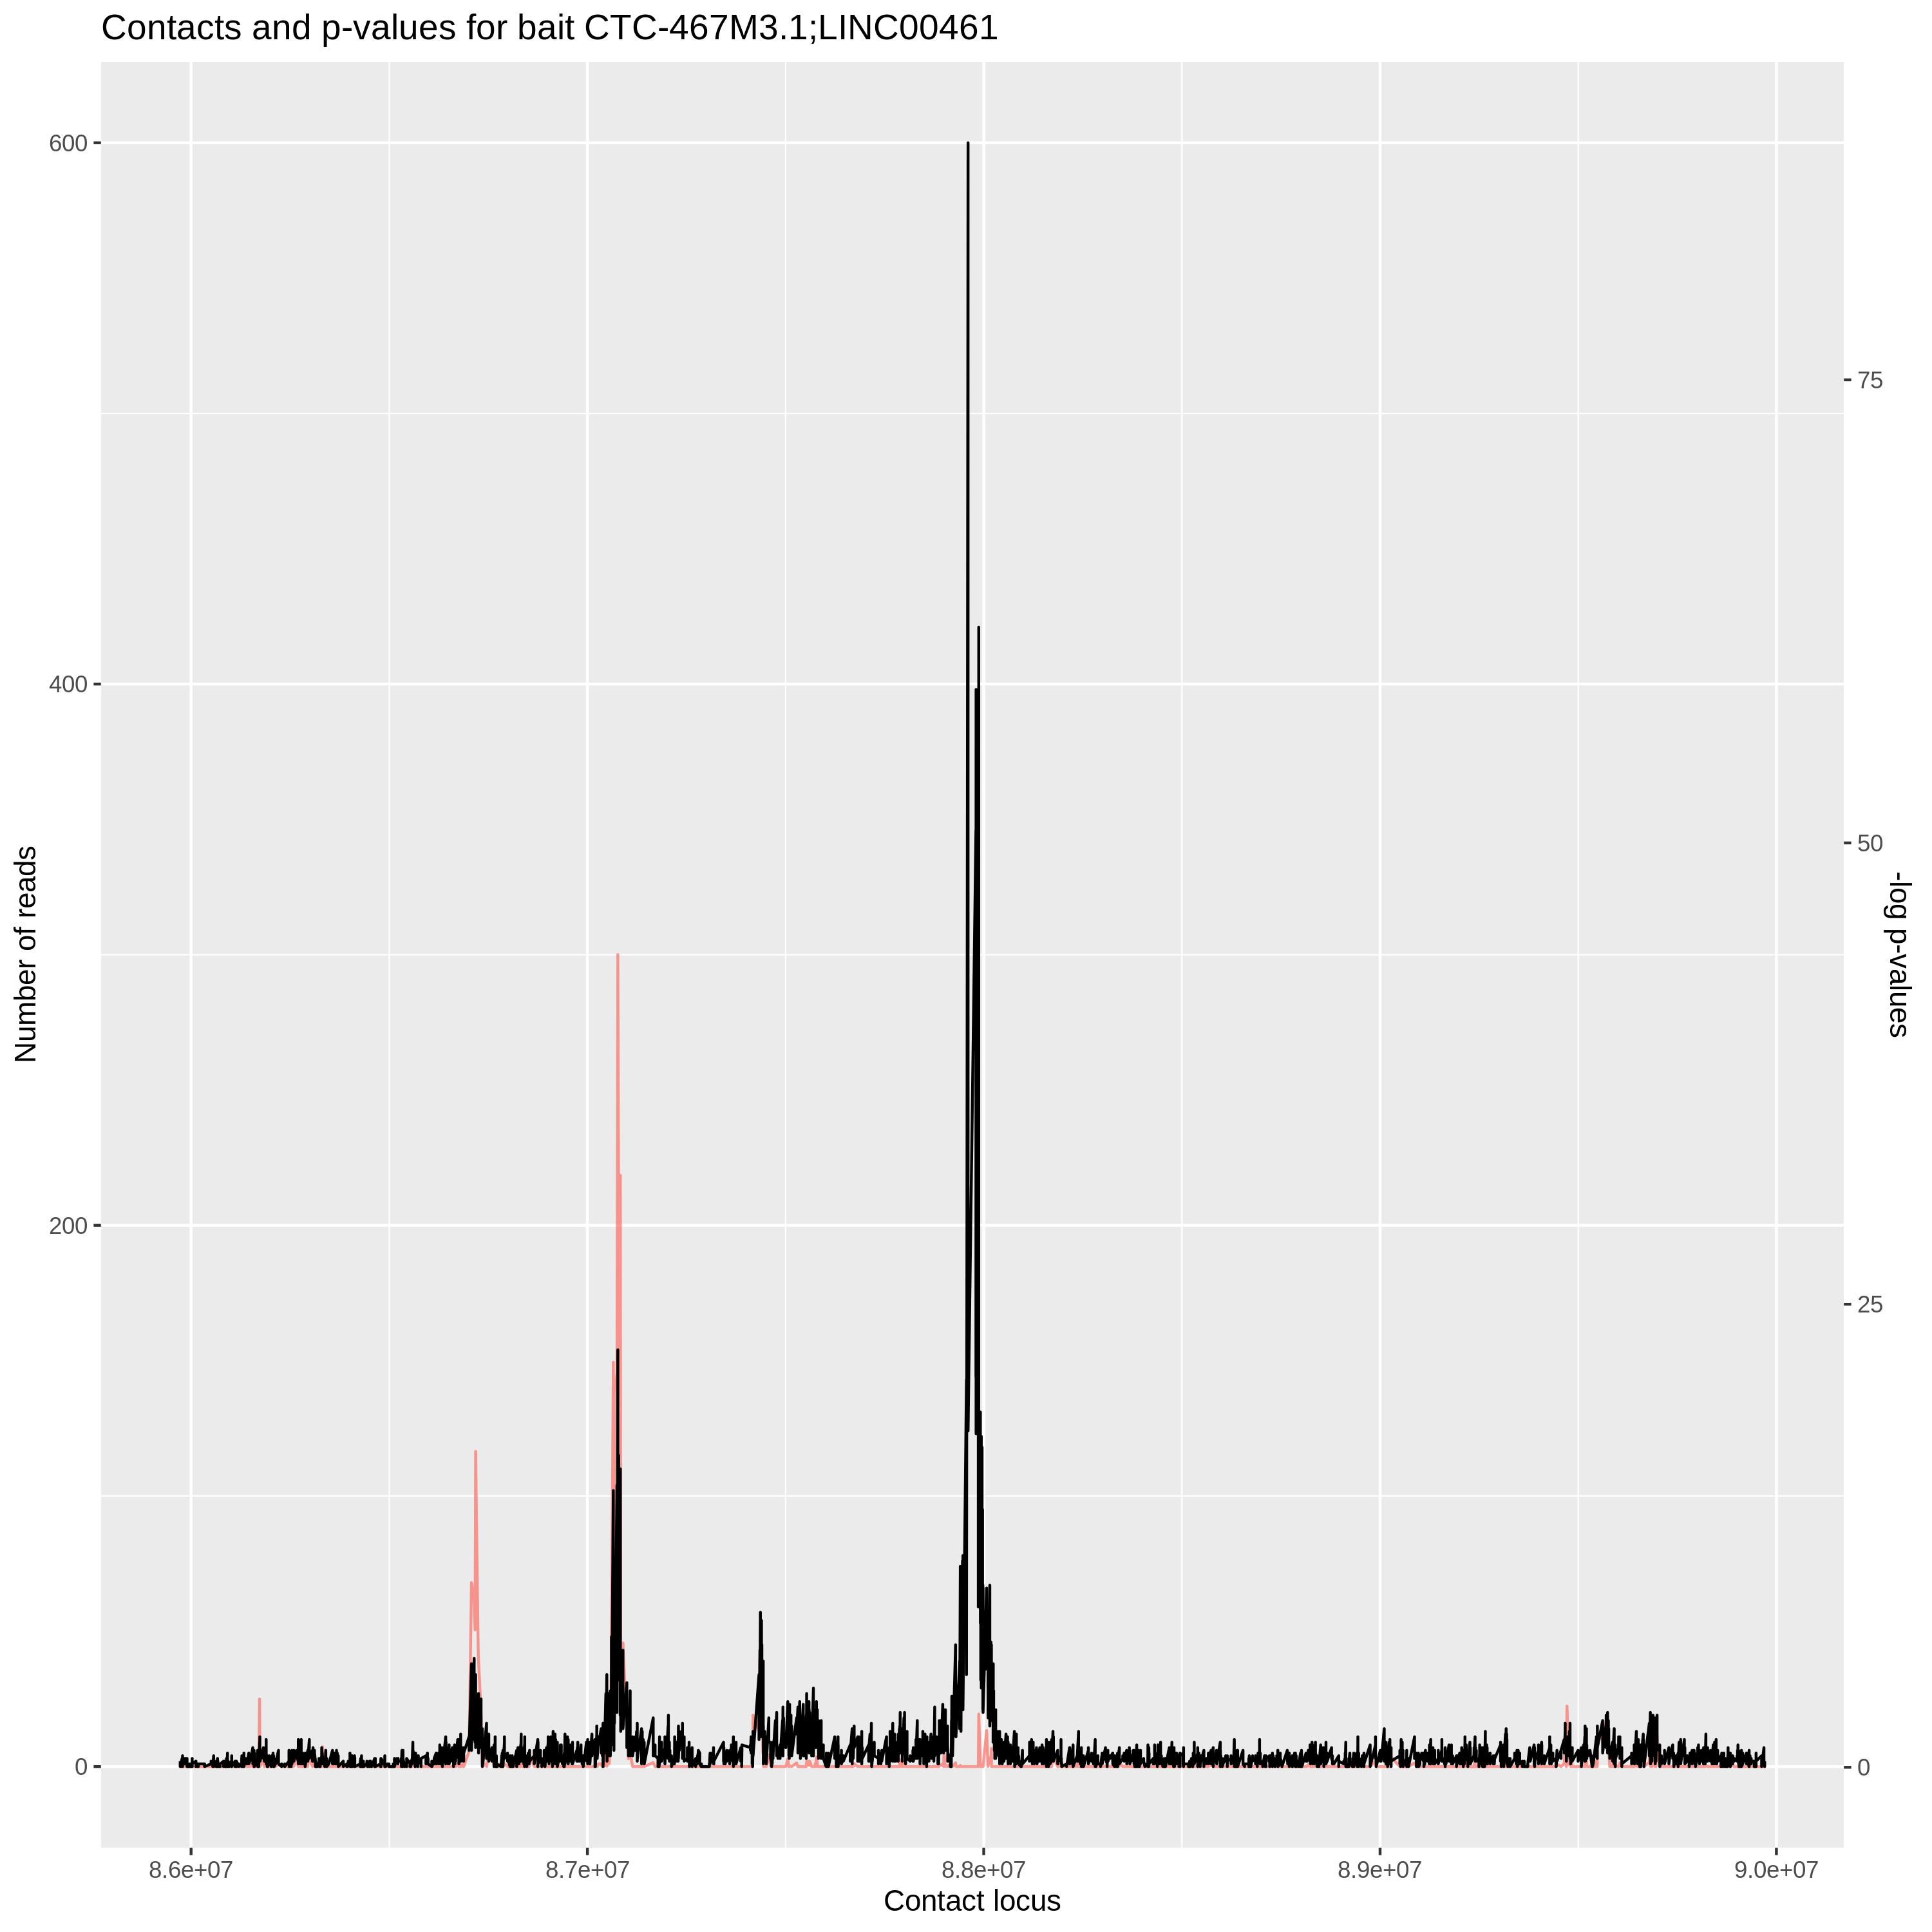 Contacts and p-values for bait CTC-467M3.1;LINC00461
600
400
200
0
Number of reads
75
50
25
0
-log p-values
8.6e+07
8.7e+07
8.8e+07
8.9e+07
9.0e+07
Contact locus